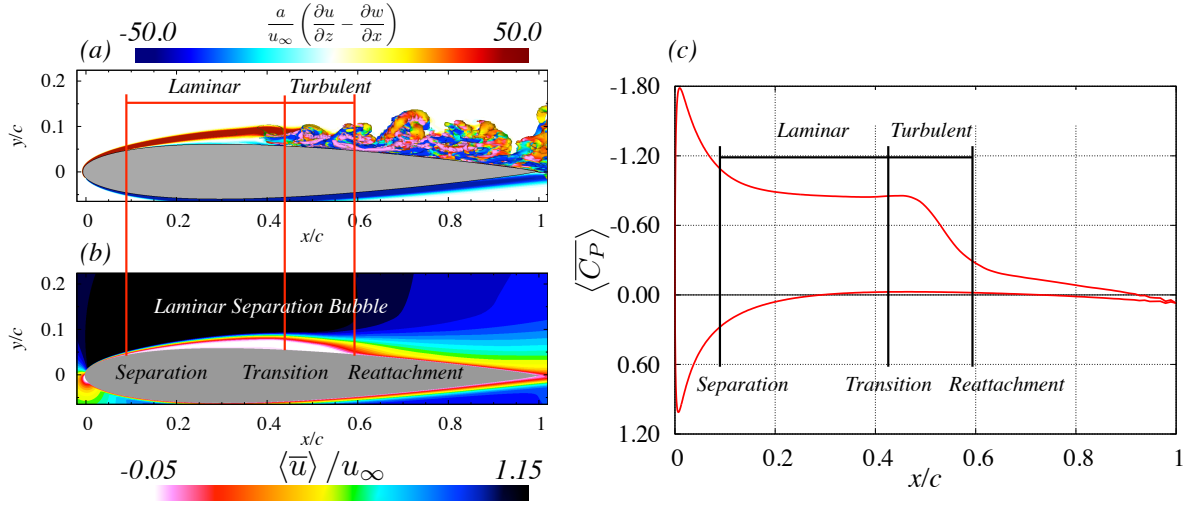 -50.0
a/u∞ (∂u/∂z − ∂w/∂x)
50.0
(a)
Laminar Turbulent
0.2
0.1
0
y/c
0 0.2 0.4 0.6 0.8 1
x/c
(b)
Laminar Separation Bubble
0.2
0.1
0
y/c
Separation Transition Reattachment
0 0.2 0.4 0.6 0.8 1
x/c
-0.05 ⟨u̅⟩ / u∞ 1.15
(c)
-1.80
-1.20
-0.60
0.00
0.60
1.20
⟨C̅P⟩
Laminar Turbulent
Separation Transition Reattachment
0 0.2 0.4 0.6 0.8 1
x/c